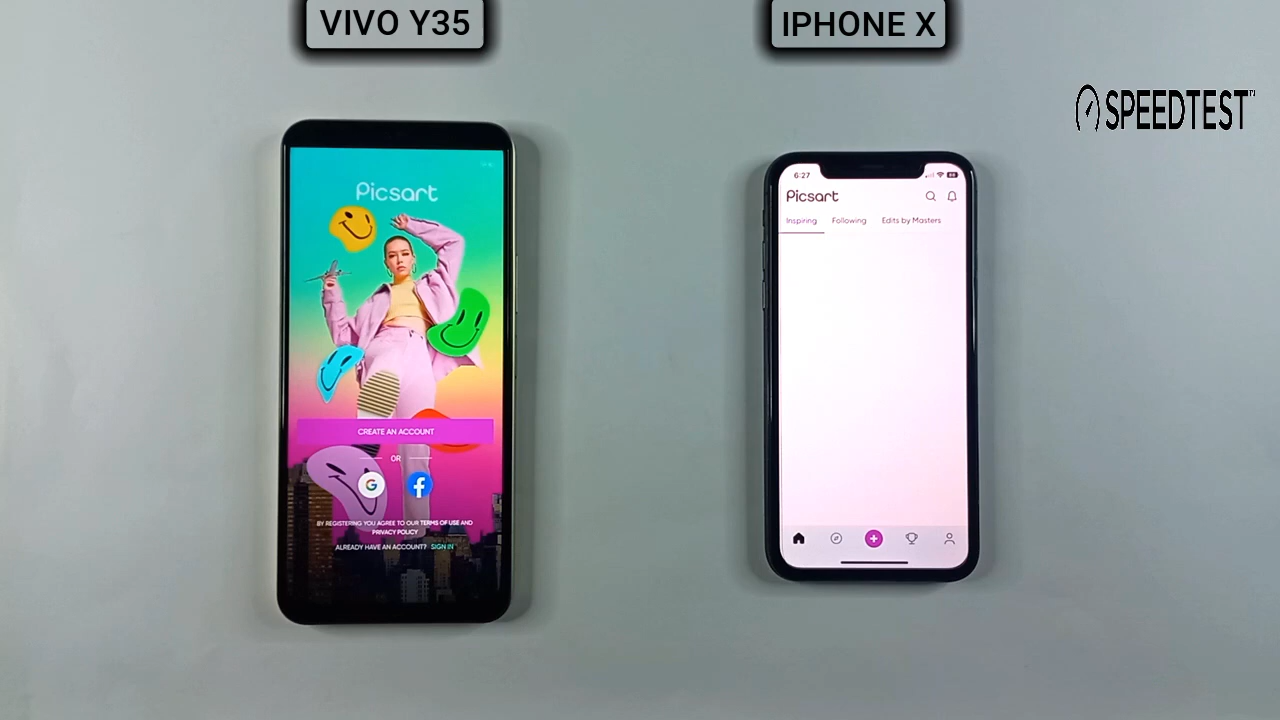 VIVO Y35
IPHONE X
SPEEDTEST
Picsart
CREATE AN ACCOUNT
OR
G
f
BY REGISTERING YOU AGREE TO OUR TERMS OF USE AND
PRIVACY POLICY
ALREADY HAVE AN ACCOUNT? SIGN IN
6:27
Picsart
Inspiring Following Edits by Masters